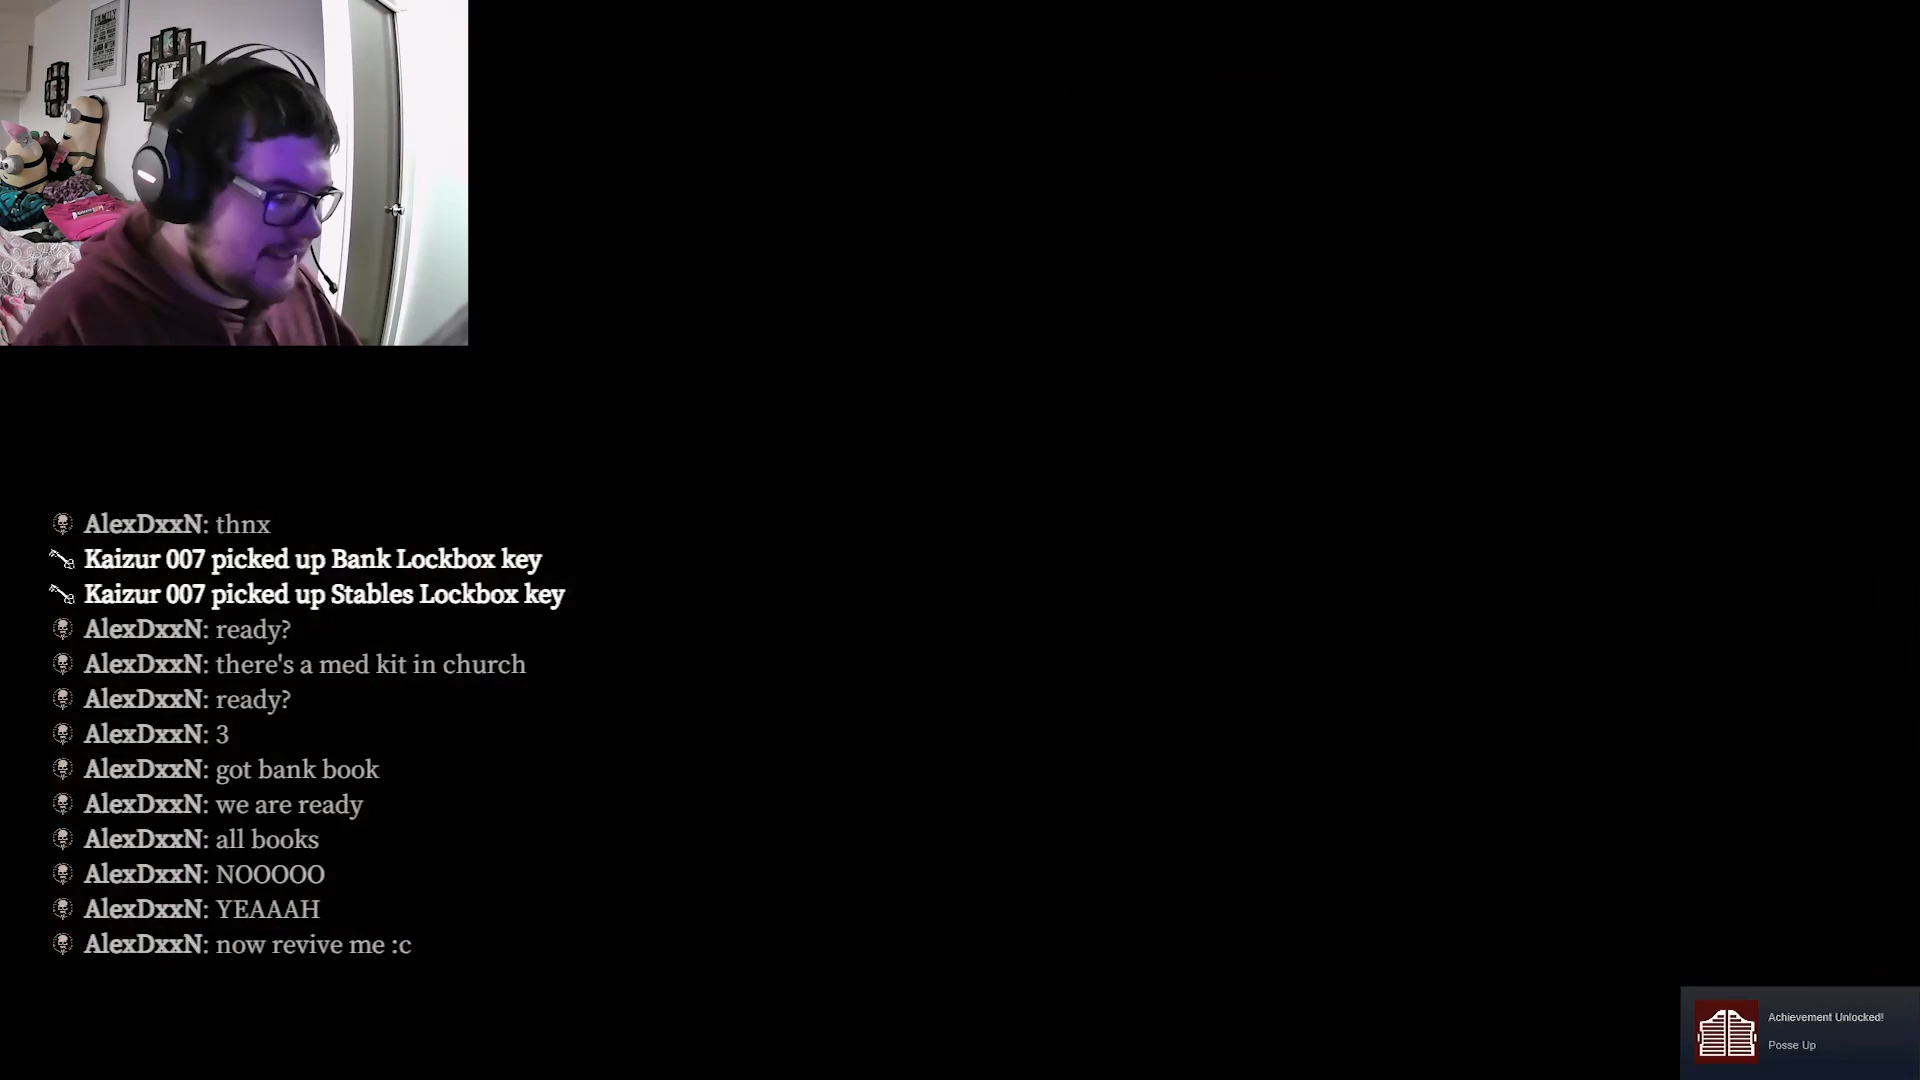 AlexDxxN: thnx
Kaizur 007 picked up Bank Lockbox key
Kaizur 007 picked up Stables Lockbox key
AlexDxxN: ready?
AlexDxxN: there's a med kit in church
AlexDxxN: ready?
AlexDxxN: 3
AlexDxxN: got bank book
AlexDxxN: we are ready
AlexDxxN: all books
AlexDxxN: NOOOOO
AlexDxxN: YEAAAH
AlexDxxN: now revive me :c
Achievement Unlocked!
Posse Up